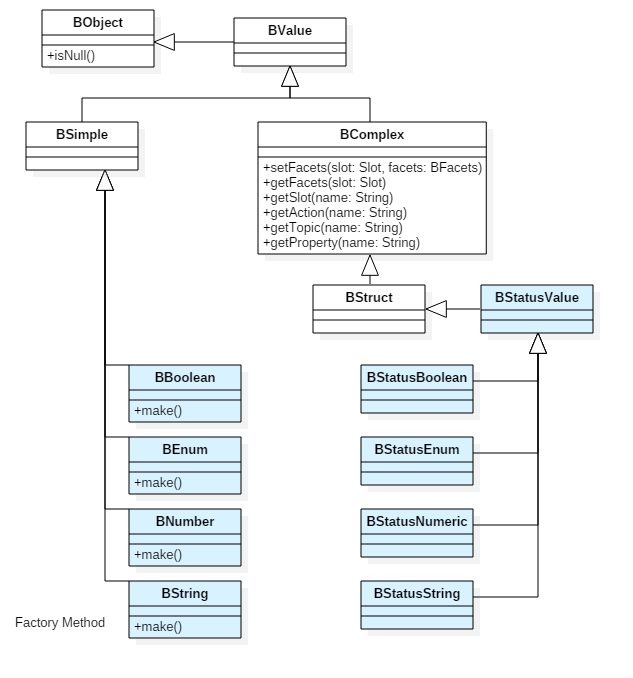 BObject
+isNull()
BValue
BSimple
BComplex
+setFacets(slot: Slot, facets: BFacets)
+getFacets(slot: Slot)
+getSlot(name: String)
+getAction(name: String)
+getTopic(name: String)
+getProperty(name: String)
BStruct
BStatusValue
BBoolean
+make()
BStatusBoolean
BEnum
+make()
BStatusEnum
BNumber
+make()
BStatusNumeric
BString
+make()
BStatusString
Factory Method